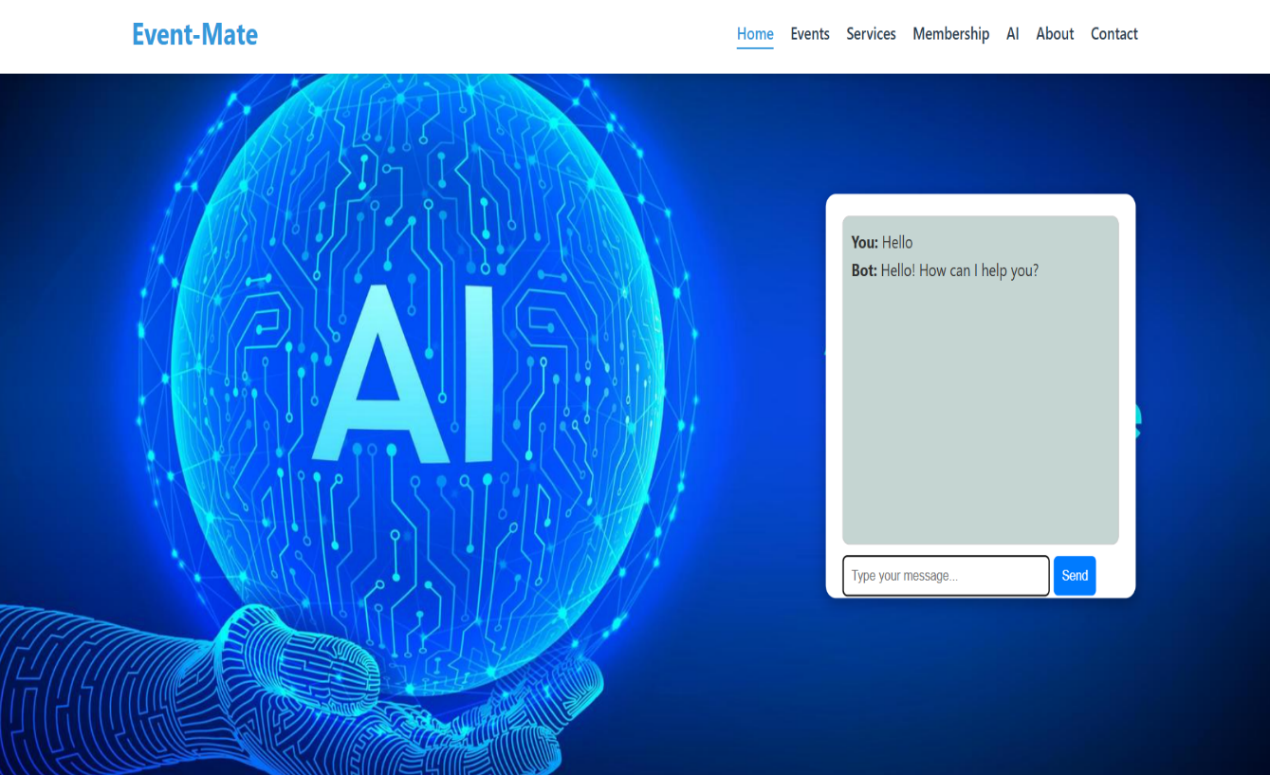 Event-Mate
Home Events Services Membership AI About Contact
AI
You: Hello
Bot: Hello! How can I help you?
Type your message...
Send